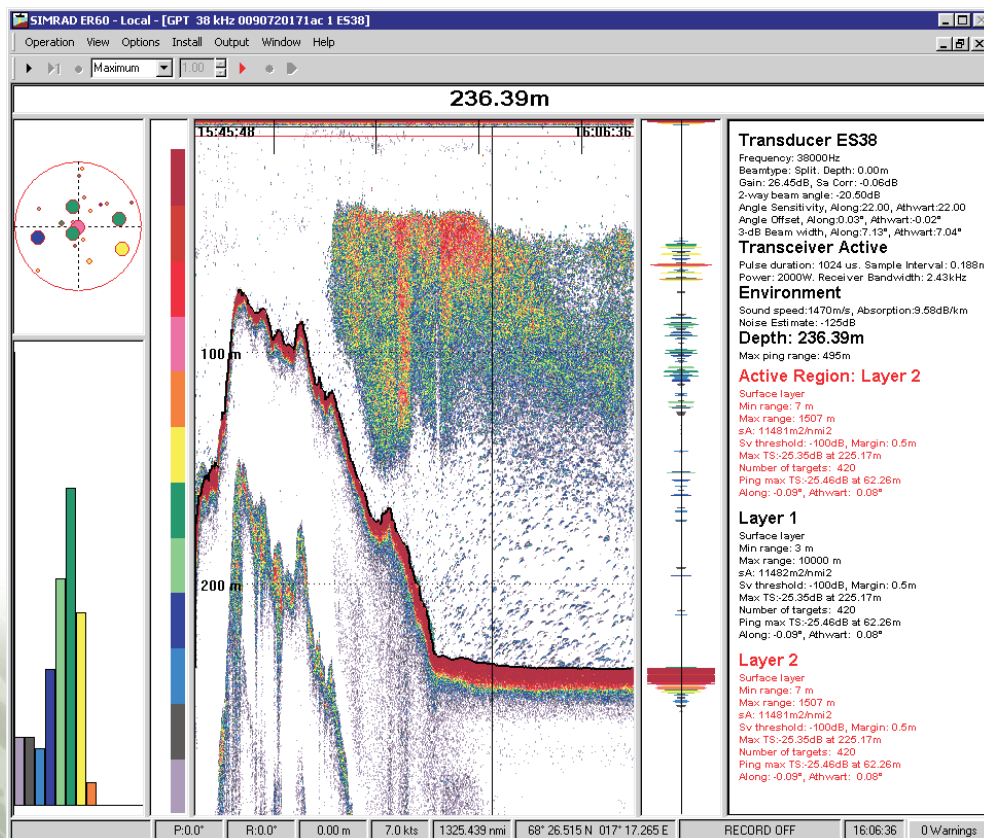 SIMRAD ER60 - Local - [GPT 38 kHz 0090720171ac 1 ES38]
Operation View Options Install Output Window Help
Maximum 1.00
236.39m
15:45:48 16:06:36
100 m
200 m
Transducer ES38
Frequency: 38000Hz
Beamtype: Split. Depth: 0.00m
Gain: 26.45dB, Sa Corr: -0.06dB
2-way beam angle: -20.50dB
Angle Sensitivity, Along:22.00, Athwart:22.00
Angle Offset, Along:0.03°, Athwart:-0.02°
3-dB Beam width, Along:7.13°, Athwart:7.04°
Transceiver Active
Pulse duration: 1024 us. Sample Interval: 0.188m
Power: 2000W. Receiver Bandwidth: 2.43kHz
Environment
Sound speed:1470m/s, Absorption:9.58dB/km
Noise Estimate: -125dB
Depth: 236.39m
Max ping range: 495m
Active Region: Layer 2
Surface layer
Min range: 7 m
Max range: 1507 m
sA: 11481m2/nmi2
Sv threshold: -100dB, Margin: 0.5m
Max TS:-25.35dB at 225.17m
Number of targets: 420
Ping max TS:-25.46dB at 62.26m
Along: -0.09°, Athwart: 0.08°
Layer 1
Surface layer
Min range: 3 m
Max range: 10000 m
sA: 11482m2/nmi2
Sv threshold: -100dB, Margin: 0.5m
Max TS:-25.35dB at 225.17m
Number of targets: 420
Ping max TS:-25.46dB at 62.26m
Along: -0.09°, Athwart: 0.08°
Layer 2
Surface layer
Min range: 7 m
Max range: 1507 m
sA: 11481m2/nmi2
Sv threshold: -100dB, Margin: 0.5m
Max TS:-25.35dB at 225.17m
Number of targets: 420
Ping max TS:-25.46dB at 62.26m
Along: -0.09°, Athwart: 0.08°
P:0.0° R:0.0° 0.00 m 7.0 kts 1325.439 nmi 68° 26.515 N 017° 17.265 E RECORD OFF 16:06:36 0 Warnings